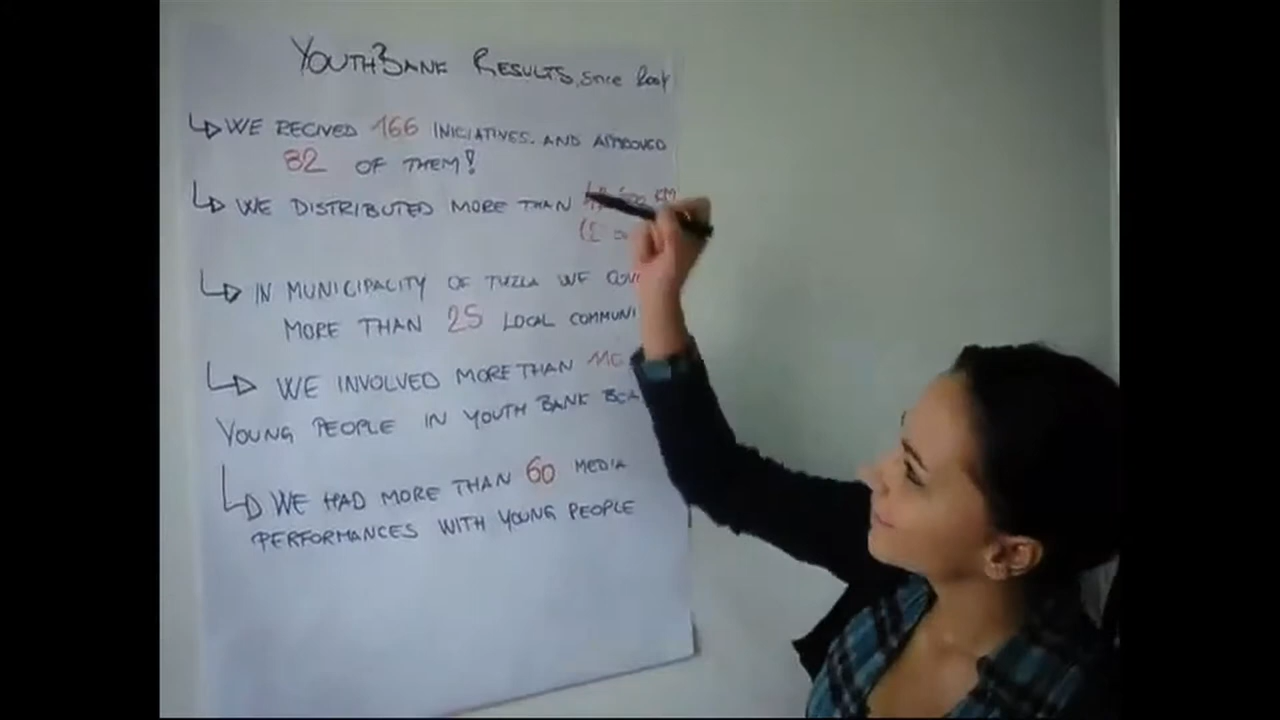 YOUTHBANK RESULTS, since
WE RECIVED 166 INICIATIVES. AND APPROVED
82 OF THEM!
WE DISTRIBUTED MORE THAN KM
IN MUNICIPALITY OF TUZLA WE
MORE THAN 25 LOCAL
WE INVOLVED MORE THAN
YOUNG PEOPLE IN YOUTH BANK
WE HAD MORE THAN 60 MEDIA
PERFORMANCES WITH YOUNG PEOPLE